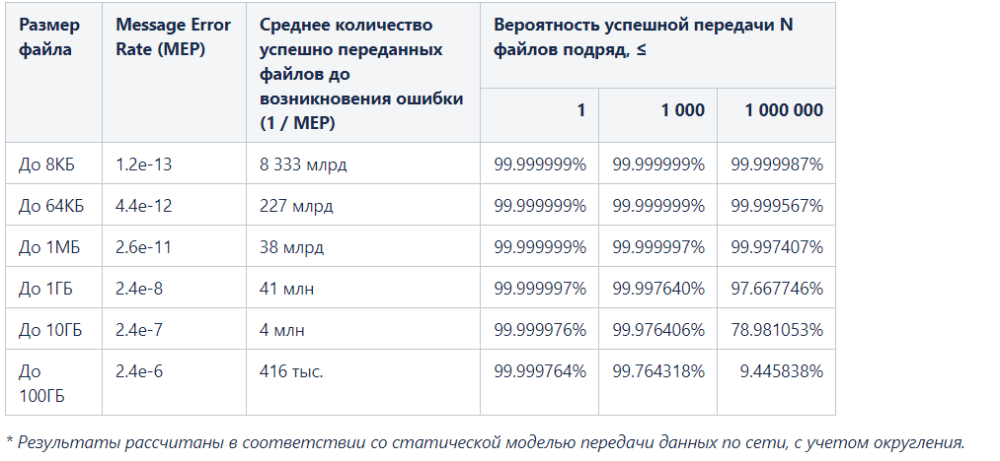 Размер файла Message Error Rate (MEP) Среднее количество успешно переданных файлов до возникновения ошибки (1 / MEP) Вероятность успешной передачи N файлов подряд, ≤
1 1 000 1 000 000
До 8КБ 1.2e-13 8 333 млрд 99.999999% 99.999999% 99.999987%
До 64КБ 4.4e-12 227 млрд 99.999999% 99.999999% 99.999567%
До 1МБ 2.6e-11 38 млрд 99.999999% 99.999997% 99.997407%
До 1ГБ 2.4e-8 41 млн 99.999997% 99.997640% 97.667746%
До 10ГБ 2.4e-7 4 млн 99.999976% 99.976406% 78.981053%
До 100ГБ 2.4e-6 416 тыс. 99.999764% 99.764318% 9.445838%
* Результаты рассчитаны в соответствии со статической моделью передачи данных по сети, с учетом округления.